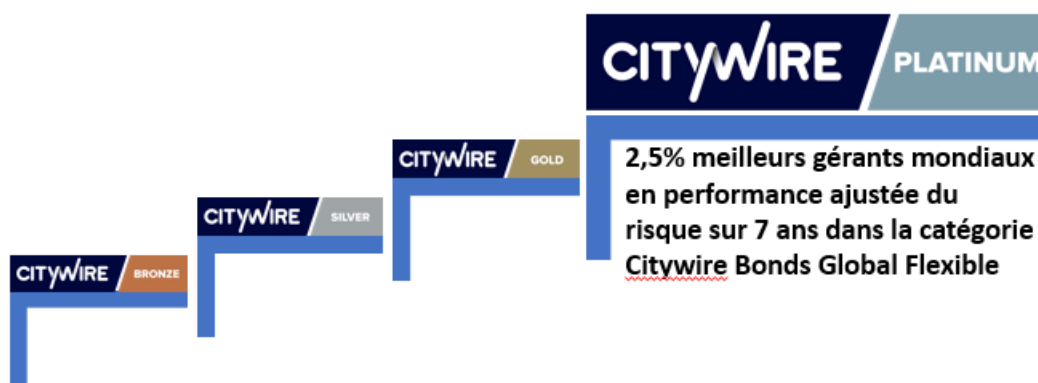 CITYWIRE PLATINUM
2,5% meilleurs gérants mondiaux
en performance ajustée du
risque sur 7 ans dans la catégorie
Citywire Bonds Global Flexible
CITYWIRE GOLD
CITYWIRE SILVER
CITYWIRE BRONZE